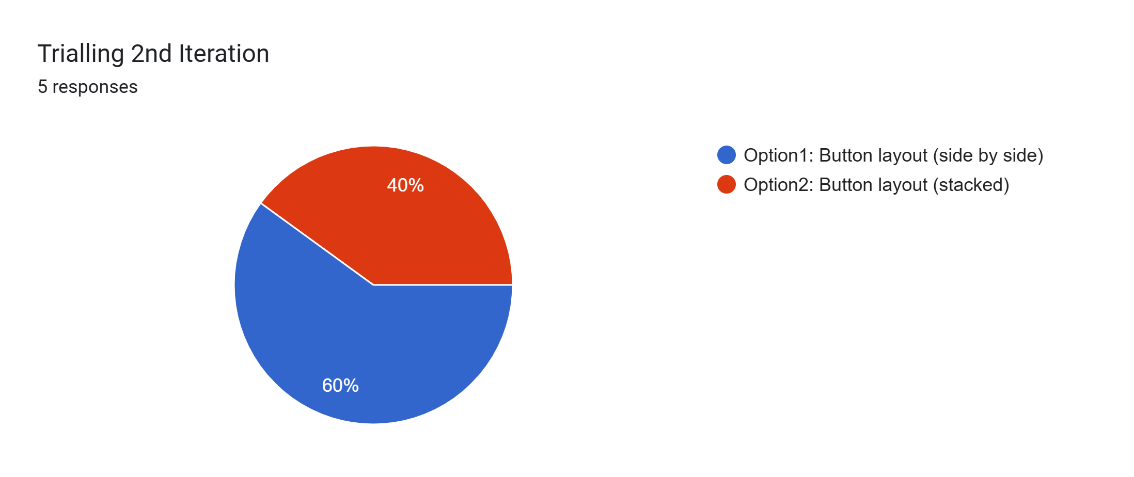 Trialling 2nd Iteration
5 responses
Option1: Button layout (side by side)
Option2: Button layout (stacked)
40%
60%